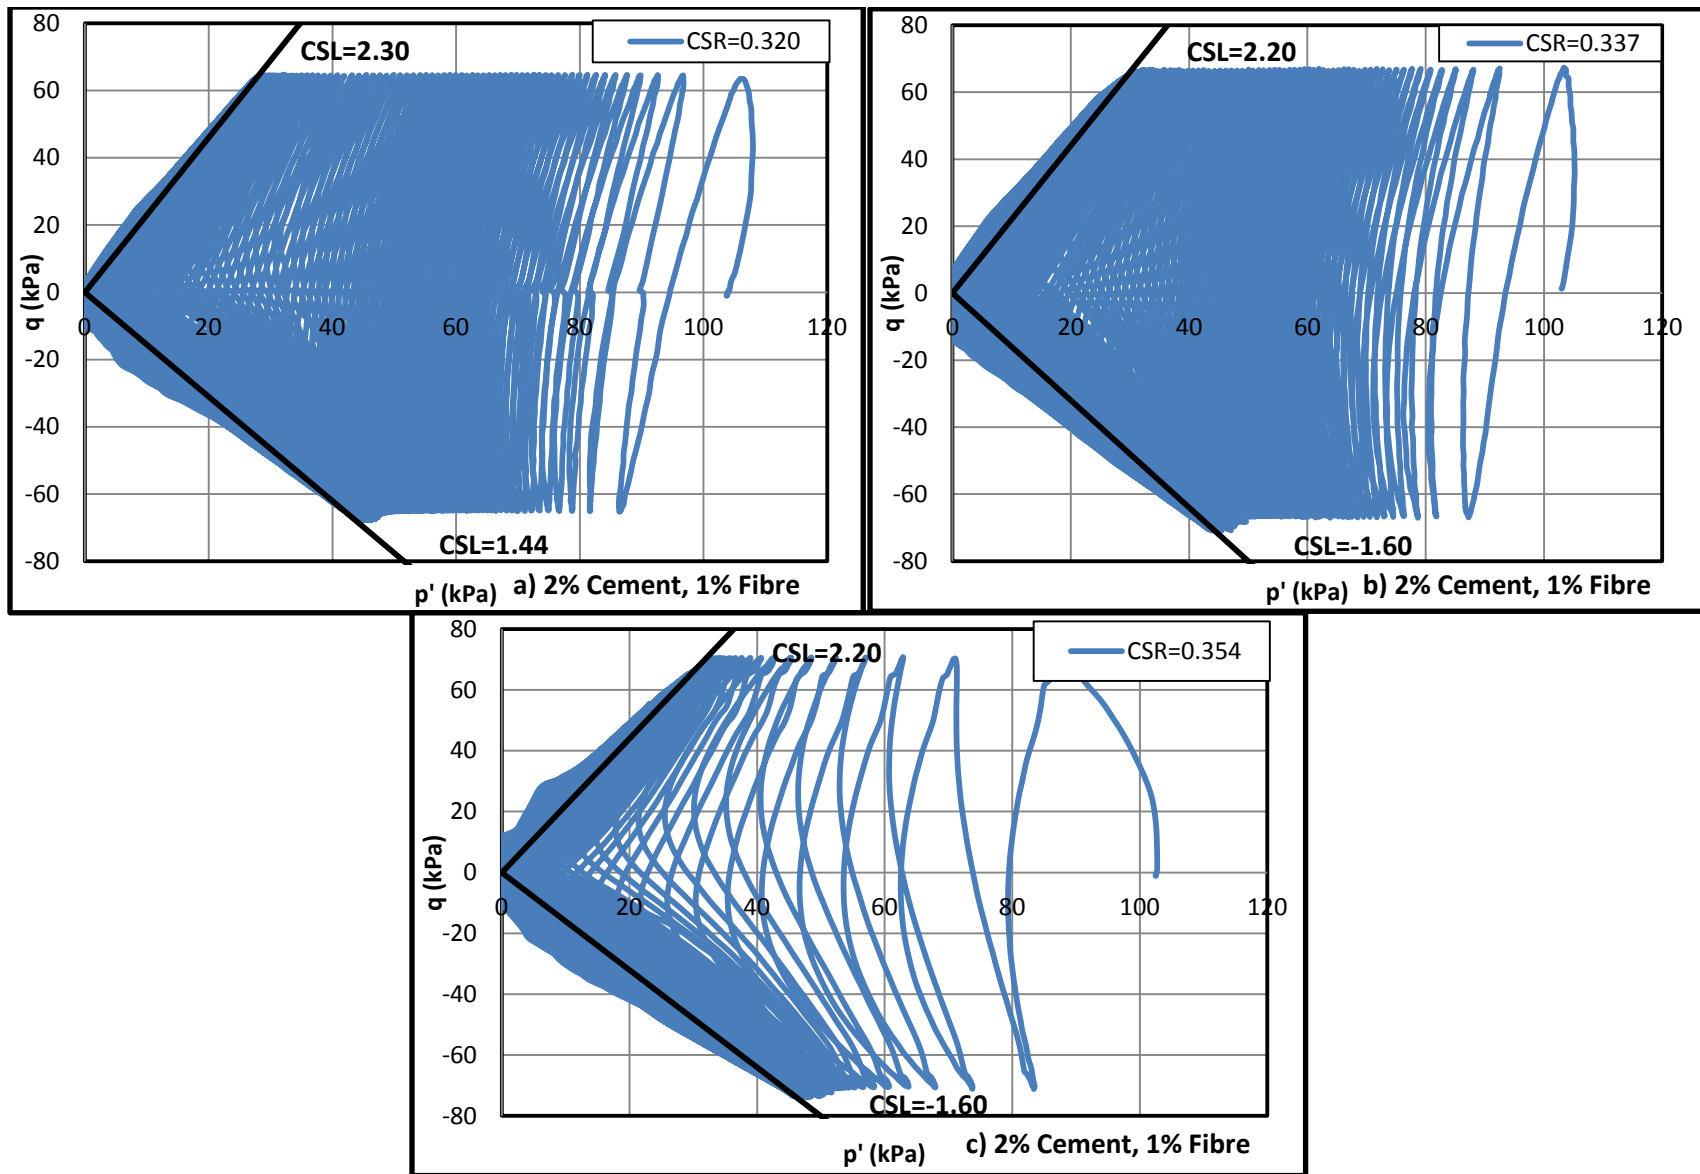 80
60
40
20
0
-20
-40
-60
-80
0
20
40
60
80
100
120
q (kPa)
CSL=2.30
CSR=0.320
CSL=1.44
p' (kPa)
a) 2% Cement, 1% Fibre
80
60
40
20
0
-20
-40
-60
-80
0
20
40
60
80
100
120
q (kPa)
CSL=2.20
CSR=0.337
CSL=-1.60
p' (kPa)
b) 2% Cement, 1% Fibre
80
60
40
20
0
-20
-40
-60
-80
0
20
40
60
80
100
120
q (kPa)
CSL=2.20
CSR=0.354
CSL=-1.60
p' (kPa)
c) 2% Cement, 1% Fibre